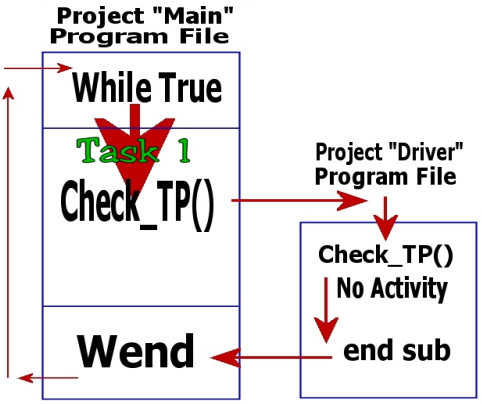 Project "Main"
Program File
While True
Task 1
Check_TP()
Wend
Project "Driver"
Program File
Check_TP()
No Activity
end sub